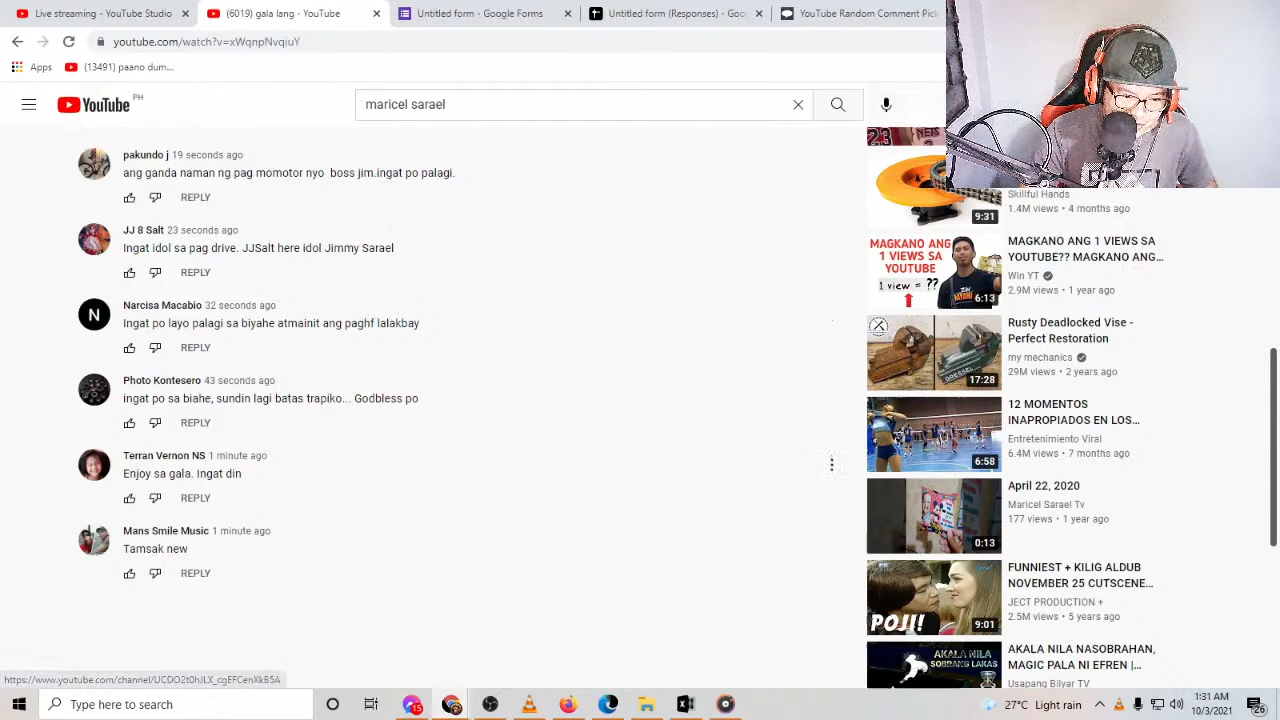 Live streaming - YouTube Studio
(6019) gala lang - YouTube
Untitled form - Google Forms
YouTube Random Comment Pick
youtube.com/watch?v=xWqnpNvqiuY
Apps
(13491) paano dum...
YouTube PH
maricel sarael
pakundo j 19 seconds ago
ang ganda naman ng pag momotor nyo boss jim.ingat po palagi.
REPLY
JJ 8 Salt 23 seconds ago
Ingat idol sa pag drive. JJSalt here idol Jimmy Sarael
REPLY
Narcisa Macabio 32 seconds ago
Ingat po layo palagi sa biyahe atmainit ang paghf lalakbay
REPLY
N
Photo Kontesero 43 seconds ago
ingat po sa biahe, sundin lagi batas trapiko... Godbless po
REPLY
Terran Vernon NS 1 minute ago
Enjoy sa gala. Ingat din.
REPLY
Mans Smile Music 1 minute ago
Tamsak new
REPLY
23
9:31
Skillful Hands
1.4M views • 4 months ago
MAGKANO ANG
1 VIEWS SA
YOUTUBE
1 view = ??
6:13
MAGKANO ANG 1 VIEWS SA
YOUTUBE?? MAGKANO ANG...
Win YT
2.9M views • 1 year ago
17:28
Rusty Deadlocked Vise -
Perfect Restoration
my mechanics
29M views • 2 years ago
6:58
12 MOMENTOS
INAPROPIADOS EN LOS...
Entretenimiento Viral
6.4M views • 7 months ago
0:13
April 22, 2020
Maricel Sarael Tv
177 views • 1 year ago
POJI!
9:01
FUNNIEST + KILIG ALDUB
NOVEMBER 25 CUTSCENE...
JECT PRODUCTION +
2.5M views • 5 years ago
AKALA NILA
SOBRANG LAKAS
AKALA NILA NASOBRAHAN,
MAGIC PALA NI EFREN |...
Usapang Bilyar TV
Type here to search
15
27°C Light rain
1:31 AM
10/3/2021
26